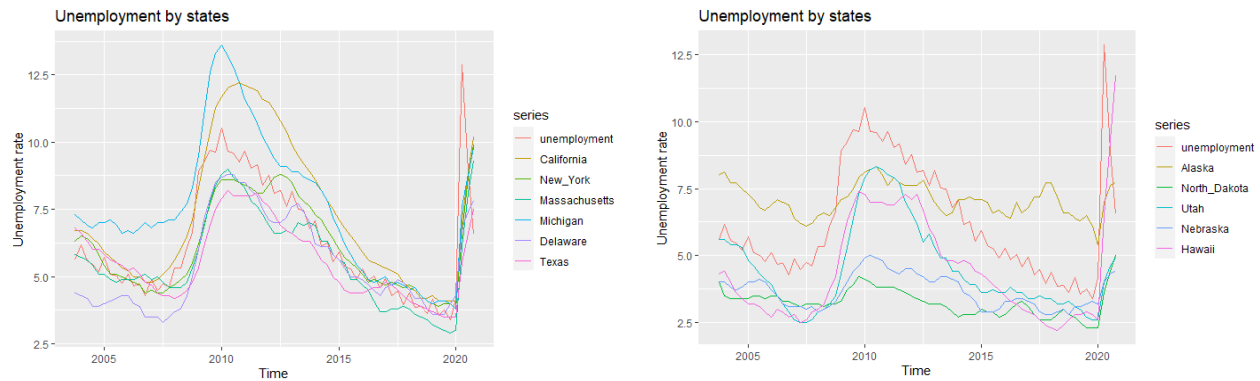 Unemployment by states
Unemployment rate
12.5
10.0
7.5
5.0
2.5
2005
2010
2015
2020
Time
series
unemployment
California
New_York
Massachusetts
Michigan
Delaware
Texas
Unemployment by states
Unemployment rate
12.5
10.0
7.5
5.0
2.5
2005
2010
2015
2020
Time
series
unemployment
Alaska
North_Dakota
Utah
Nebraska
Hawaii